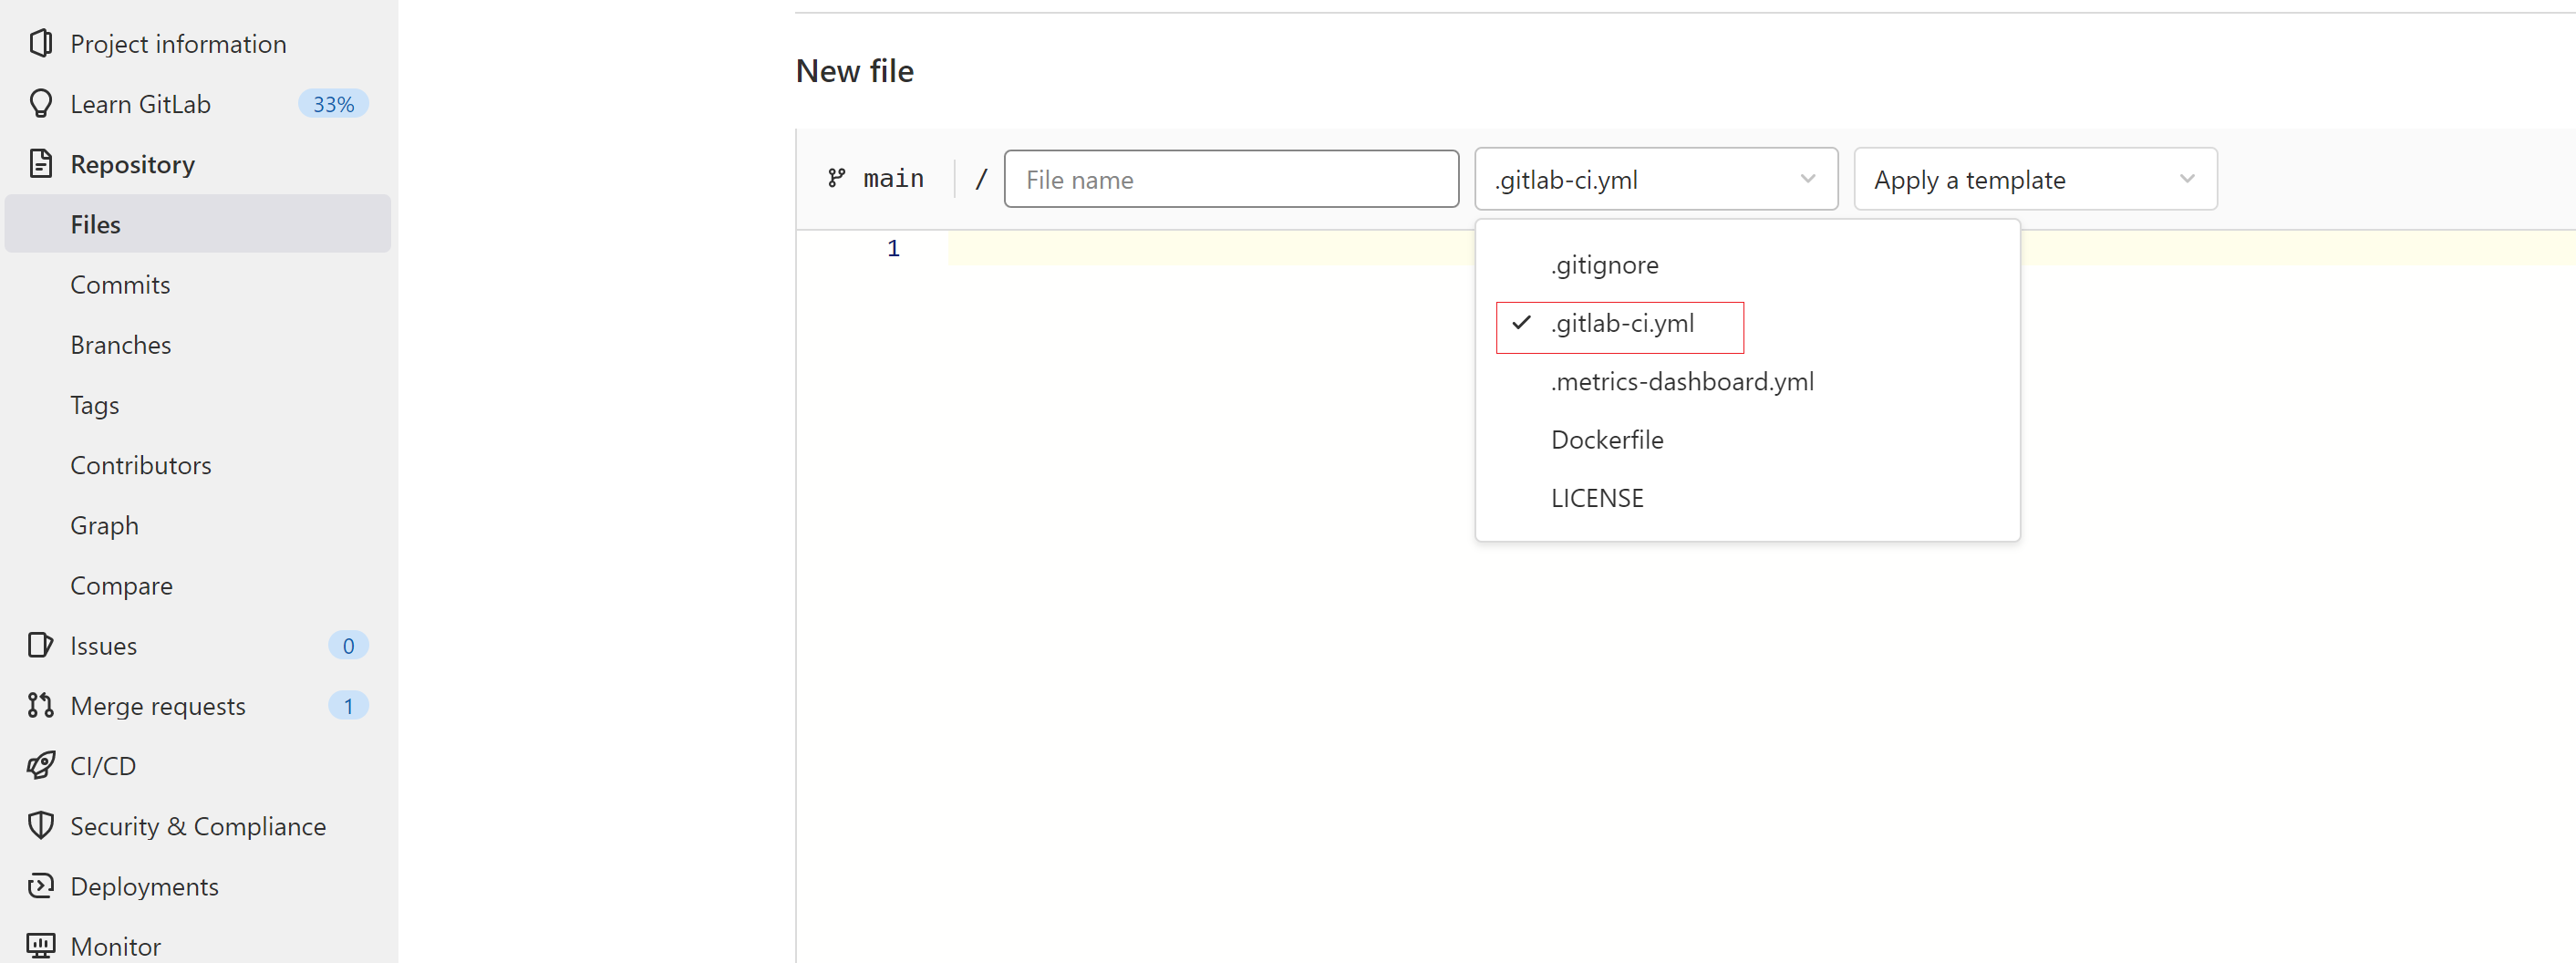 Project information
Learn GitLab 33%
Repository
Files
Commits
Branches
Tags
Contributors
Graph
Compare
Issues 0
Merge requests 1
CI/CD
Security & Compliance
Deployments
Monitor
New file
main / File name .gitlab-ci.yml Apply a template
1
.gitignore
.gitlab-ci.yml
.metrics-dashboard.yml
Dockerfile
LICENSE